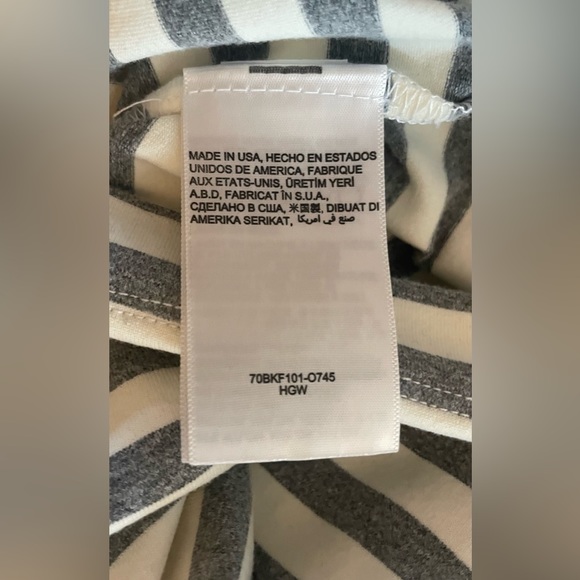 MADE IN USA, HECHO EN ESTADOS
UNIDOS DE AMERICA, FABRIQUE
AUX ETATS-UNIS, ÜRETİM YERİ
A.B.D, FABRICAT ÎN S.U.A.,
СДЕЛАНО В США, 米国製, DIBUAT DI
AMERIKA SERIKAT, صنع في امريكا
70BKF101-O745
HGW